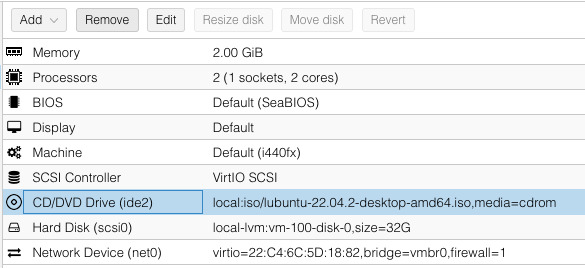 Add Remove Edit Resize disk Move disk Revert
Memory 2.00 GiB
Processors 2 (1 sockets, 2 cores)
BIOS Default (SeaBIOS)
Display Default
Machine Default (i440fx)
SCSI Controller VirtIO SCSI
CD/DVD Drive (ide2) local:iso/lubuntu-22.04.2-desktop-amd64.iso,media=cdrom
Hard Disk (scsi0) local-lvm:vm-100-disk-0,size=32G
Network Device (net0) virtio=22:C4:6C:5D:18:82,bridge=vmbr0,firewall=1